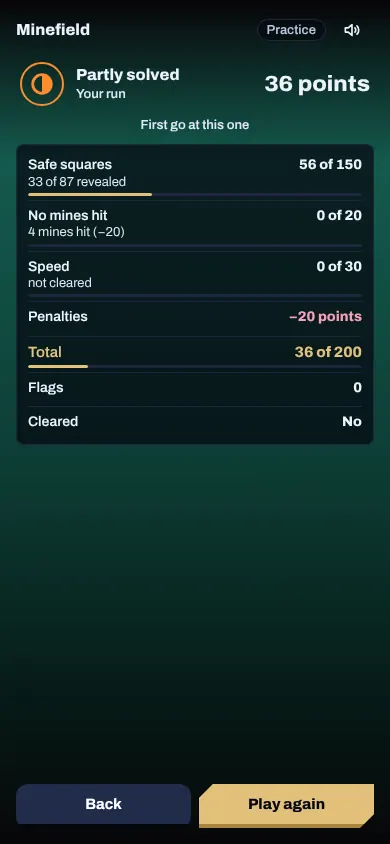 Minefield
Practice
Partly solved
Your run
36 points
First go at this one
Safe squares 56 of 150
33 of 87 revealed
No mines hit 0 of 20
4 mines hit (−20)
Speed 0 of 30
not cleared
Penalties −20 points
Total 36 of 200
Flags 0
Cleared No
Back
Play again